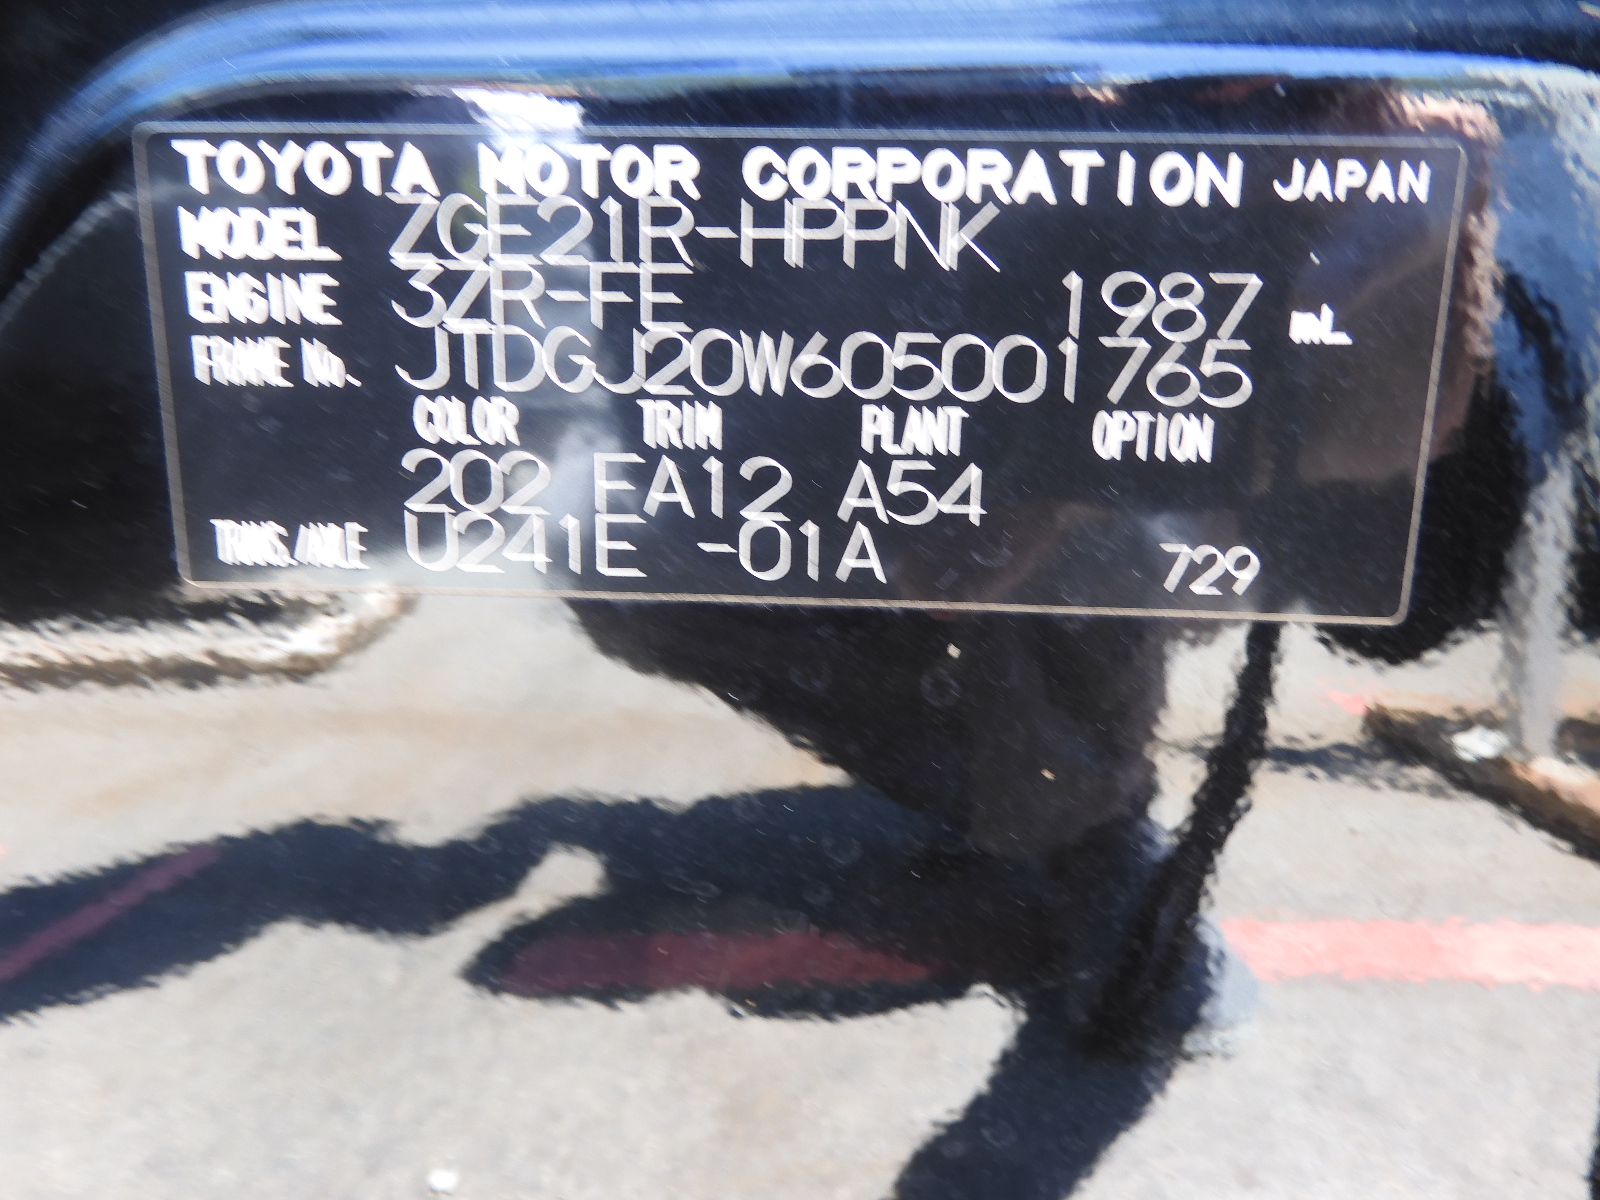 TOYOTA MOTOR CORPORATION JAPAN
MODEL ZGE21R-HPPNK
ENGINE 3ZR-FE 1987 mL
FRAME No. JTDGJ20W605001765
COLOR TRIM PLANT OPTION
202 FA12 A54
TRANS./AXLE U241E -01A 729